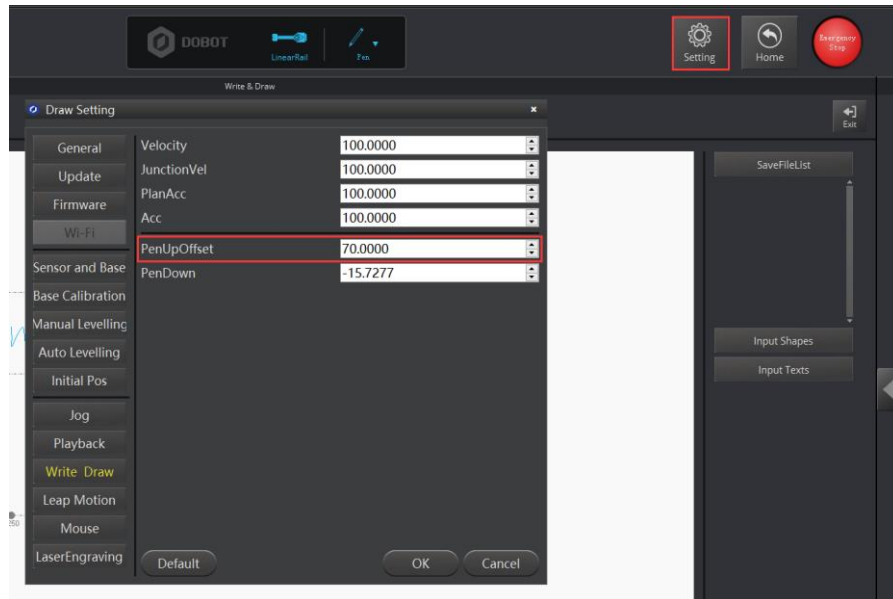 DOBOT
LinearRail
Pen
Setting
Home
Emergency
Stop
Write & Draw
Draw Setting
Exit
General
Update
Firmware
Wi-Fi
Sensor and Base
Base Calibration
Manual Levelling
Auto Levelling
Initial Pos
Jog
Playback
Write Draw
Leap Motion
Mouse
LaserEngraving
Velocity 100.0000
JunctionVel 100.0000
PlanAcc 100.0000
Acc 100.0000
PenUpOffset 70.0000
PenDown -15.7277
Default
OK
Cancel
SaveFileList
Input Shapes
Input Texts